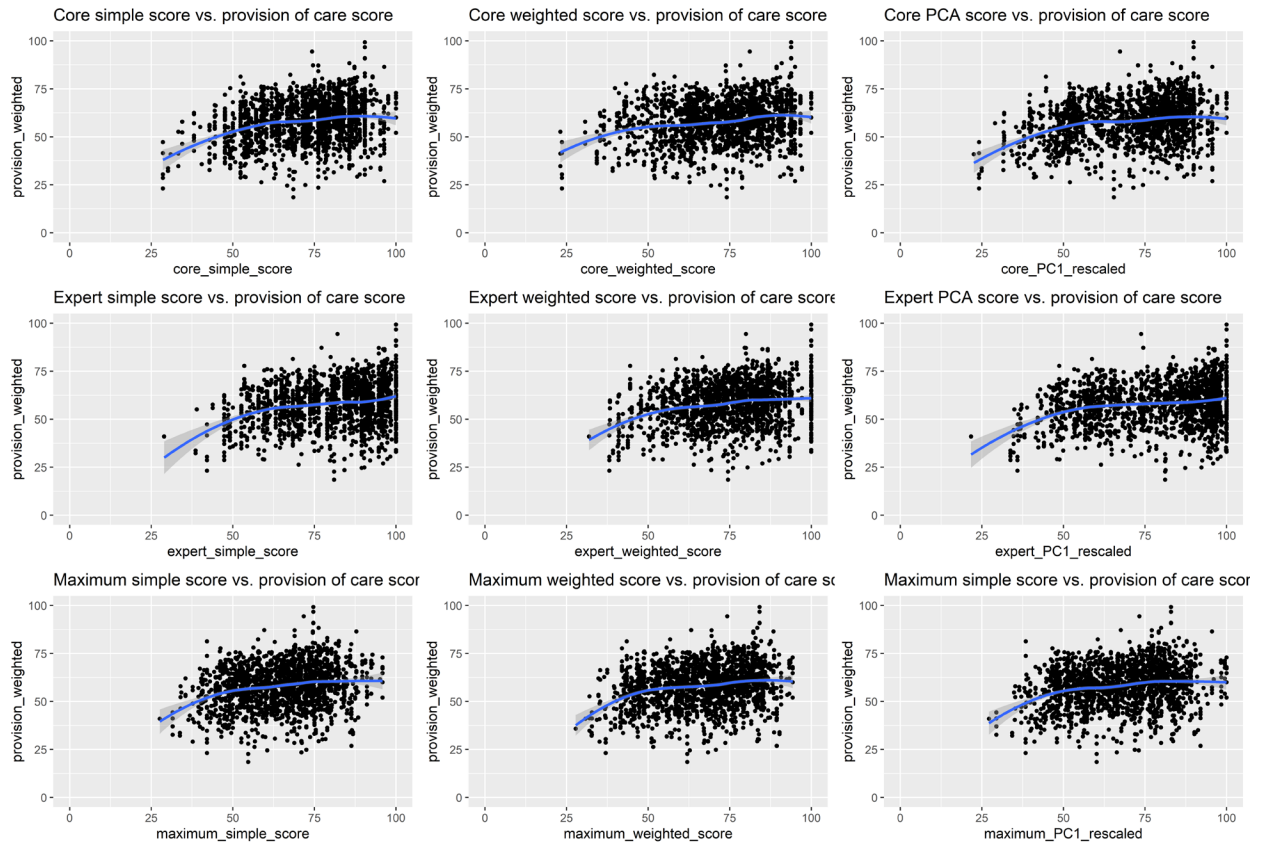 Core simple score vs. provision of care score
provision_weighted
100
75
50
25
0
0 25 50 75 100
core_simple_score
Core weighted score vs. provision of care score
provision_weighted
100
75
50
25
0
0 25 50 75 100
core_weighted_score
Core PCA score vs. provision of care score
provision_weighted
100
75
50
25
0
0 25 50 75 100
core_PC1_rescaled
Expert simple score vs. provision of care score
provision_weighted
100
75
50
25
0
0 25 50 75 100
expert_simple_score
Expert weighted score vs. provision of care score
provision_weighted
100
75
50
25
0
0 25 50 75 100
expert_weighted_score
Expert PCA score vs. provision of care score
provision_weighted
100
75
50
25
0
0 25 50 75 100
expert_PC1_rescaled
Maximum simple score vs. provision of care scor
provision_weighted
100
75
50
25
0
0 25 50 75 100
maximum_simple_score
Maximum weighted score vs. provision of care sc
provision_weighted
100
75
50
25
0
0 25 50 75 100
maximum_weighted_score
Maximum simple score vs. provision of care scor
provision_weighted
100
75
50
25
0
0 25 50 75 100
maximum_PC1_rescaled